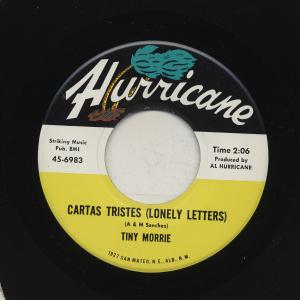 Hurricane
Striking Music
Pub. BMI
45-6983
Time 2:06
Produced by
AL HURRICANE
CARTAS TRISTES (LONELY LETTERS)
(A & M Sanchez)
TINY MORRIE
1827 SAN MATEO, N.E., ALB., N.M.